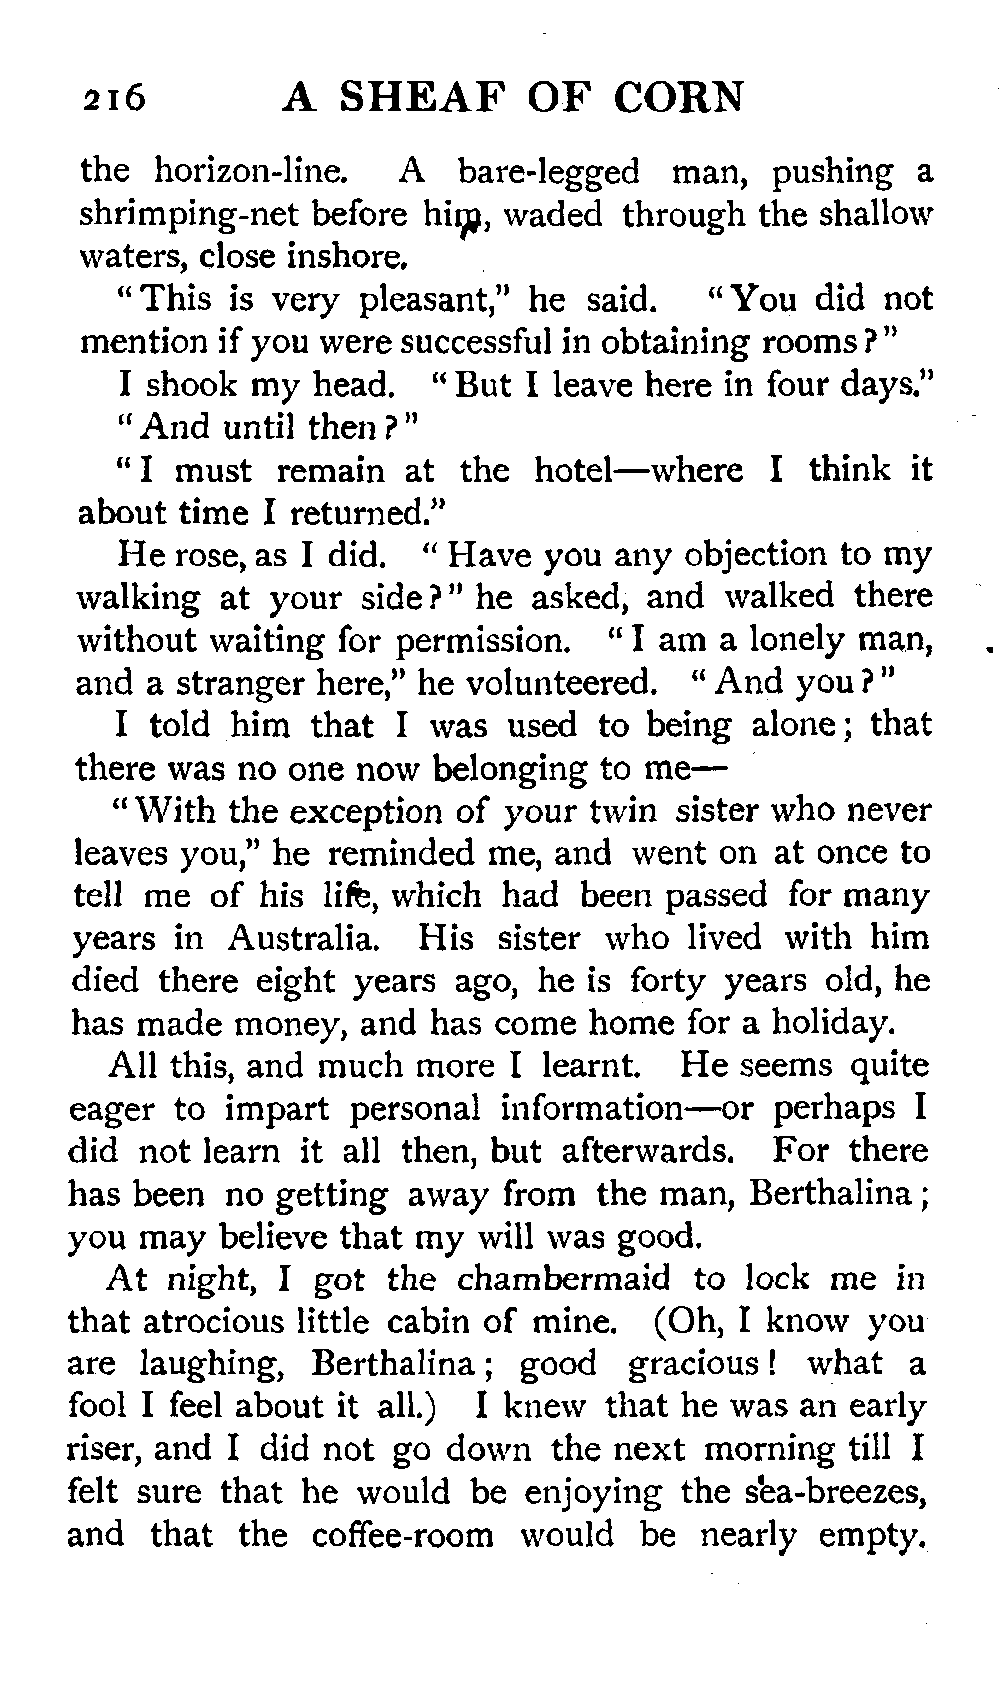 216 A SHEAF OF CORN
the horizon-line. A bare-legged man, pushing a
shrimping-net before him, waded through the shallow
waters, close inshore.
"This is very pleasant," he said. "You did not
mention if you were successful in obtaining rooms?"
I shook my head. "But I leave here in four days."
"And until then?"
"I must remain at the hotel—where I think it
about time I returned."
He rose, as I did. "Have you any objection to my
walking at your side?" he asked, and walked there
without waiting for permission. "I am a lonely man,
and a stranger here," he volunteered. "And you?"
I told him that I was used to being alone; that
there was no one now belonging to me—
"With the exception of your twin sister who never
leaves you," he reminded me, and went on at once to
tell me of his life, which had been passed for many
years in Australia. His sister who lived with him
died there eight years ago, he is forty years old, he
has made money, and has come home for a holiday.
All this, and much more I learnt. He seems quite
eager to impart personal information—or perhaps I
did not learn it all then, but afterwards. For there
has been no getting away from the man, Berthalina;
you may believe that my will was good.
At night, I got the chambermaid to lock me in
that atrocious little cabin of mine. (Oh, I know you
are laughing, Berthalina; good gracious! what a
fool I feel about it all.) I knew that he was an early
riser, and I did not go down the next morning till I
felt sure that he would be enjoying the sea-breezes,
and that the coffee-room would be nearly empty.